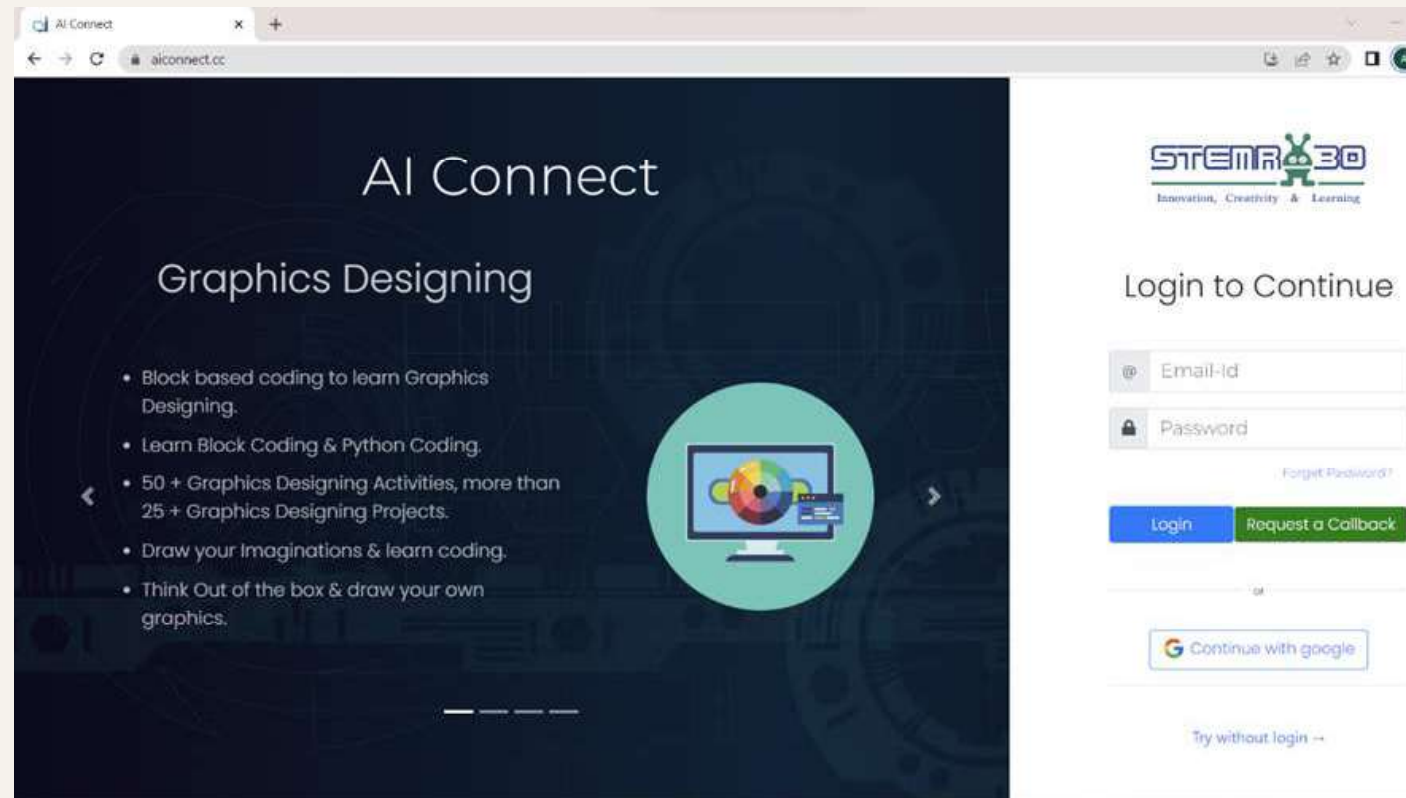 AI Connect
aiconnect.cc
AI Connect
Graphics Designing
• Block based coding to learn Graphics
Designing.
• Learn Block Coding & Python Coding.
• 50 + Graphics Designing Activities, more than
25 + Graphics Designing Projects.
• Draw your Imaginations & learn coding.
• Think Out of the box & draw your own
graphics.
STEMROBO
Innovation, Creativity & Learning
Login to Continue
@ Email-Id
Password
Forget Password?
Login Request a Callback
or
G Continue with google
Try without login →